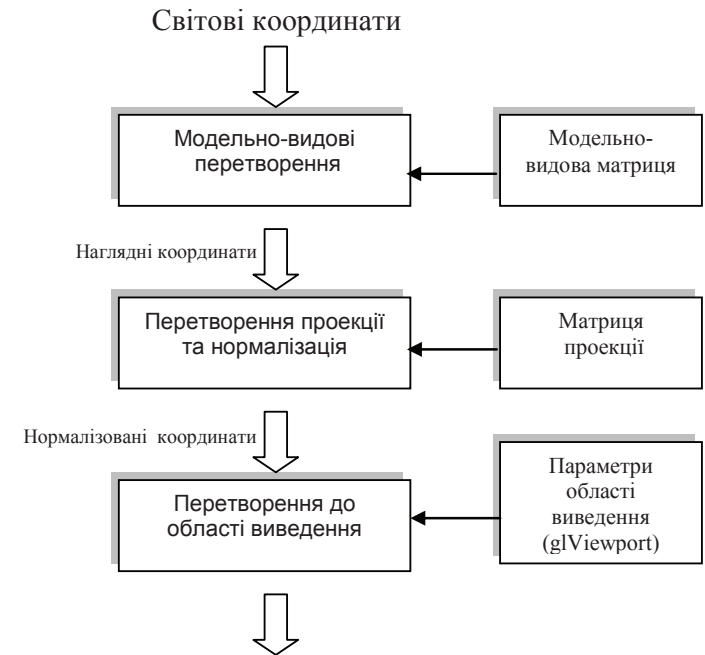 Світові координати
Модельно-видові
перетворення
Модельно-
видова матриця
Наглядні координати
Перетворення проекції
та нормалізація
Матриця
проекції
Нормалізовані координати
Перетворення до
області виведення
Параметри
області
виведення
(glViewport)